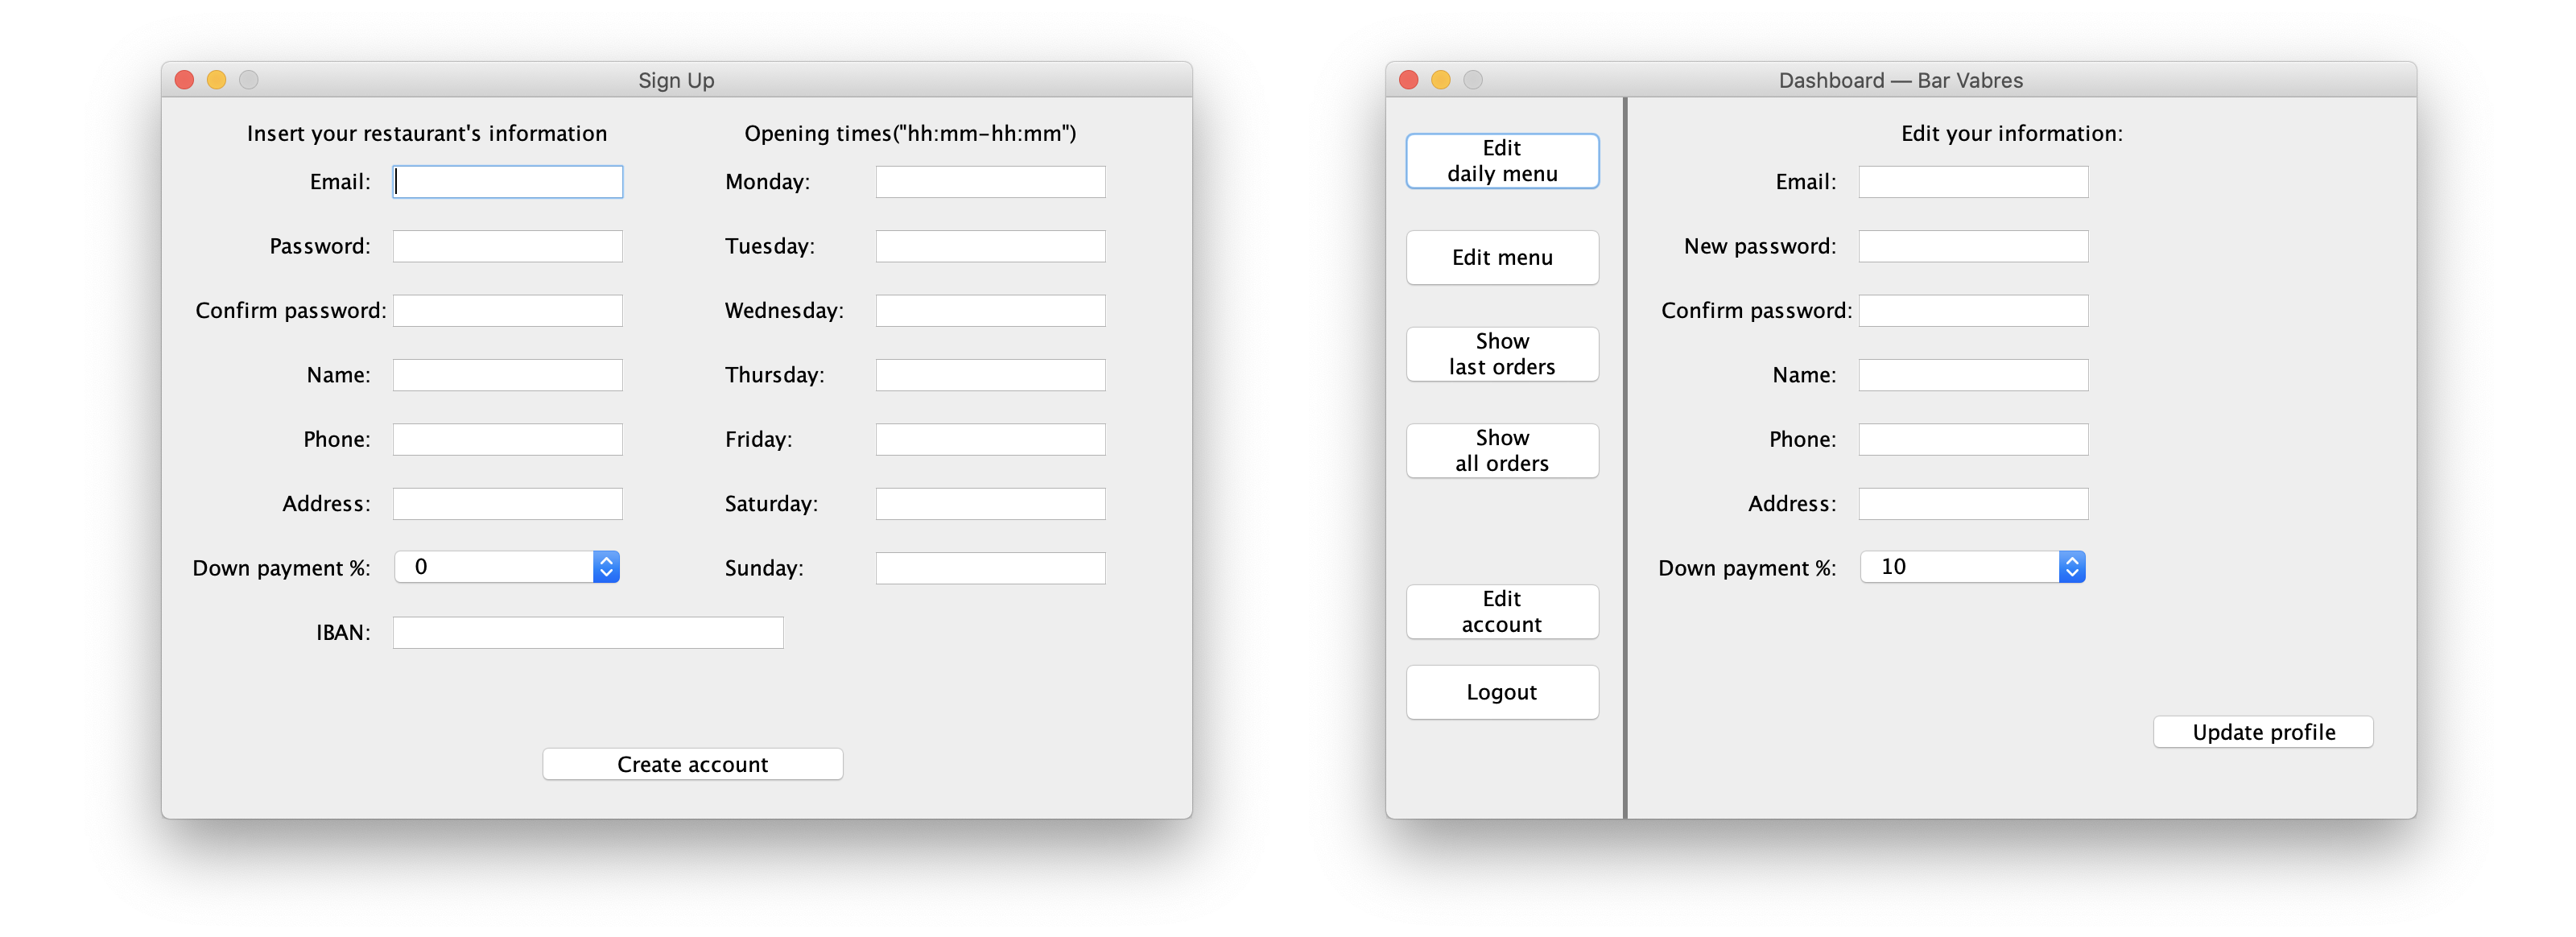 Sign Up
Insert your restaurant's information
Email:
Password:
Confirm password:
Name:
Phone:
Address:
Down payment %: 0
IBAN:
Opening times("hh:mm-hh:mm")
Monday:
Tuesday:
Wednesday:
Thursday:
Friday:
Saturday:
Sunday:
Create account
Dashboard — Bar Vabres
Edit
daily menu
Edit menu
Show
last orders
Show
all orders
Edit
account
Logout
Edit your information:
Email:
New password:
Confirm password:
Name:
Phone:
Address:
Down payment %: 10
Update profile